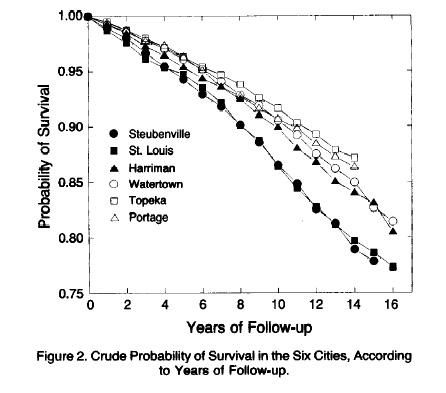 1.00
0.95
0.90
0.85
0.80
0.75
Probability of Survival
Steubenville
St. Louis
Harriman
Watertown
Topeka
Portage
0 2 4 6 8 10 12 14 16
Years of Follow-up
Figure 2. Crude Probability of Survival in the Six Cities, According
to Years of Follow-up.